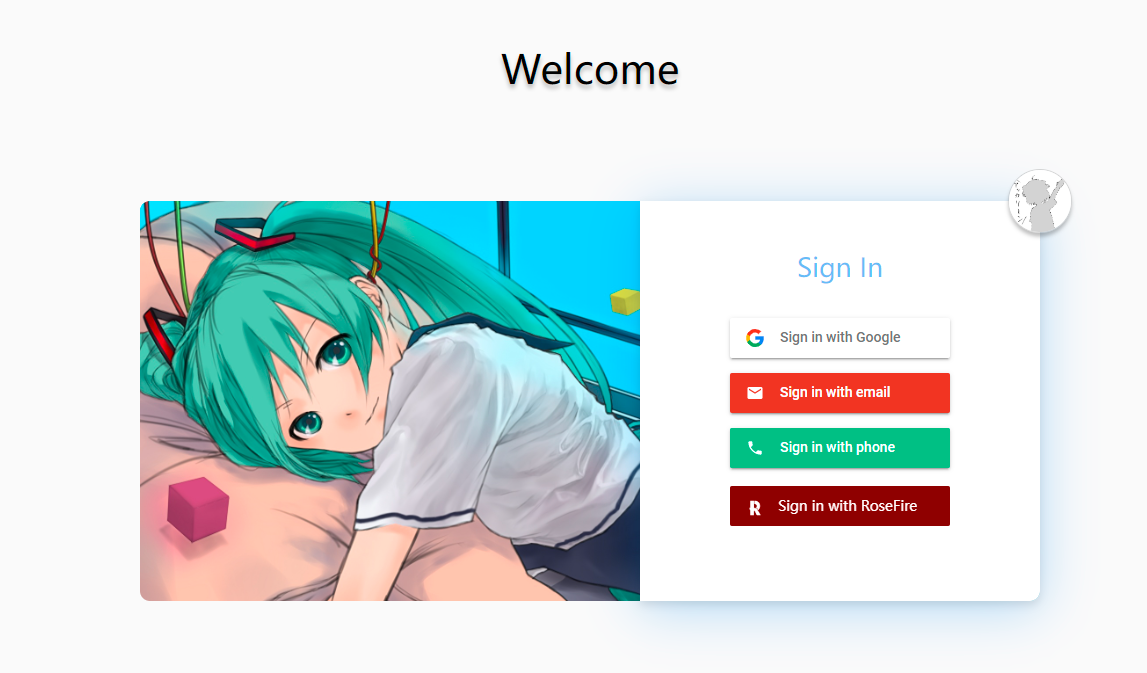 Welcome
Sign In
Sign in with Google
Sign in with email
Sign in with phone
Sign in with RoseFire